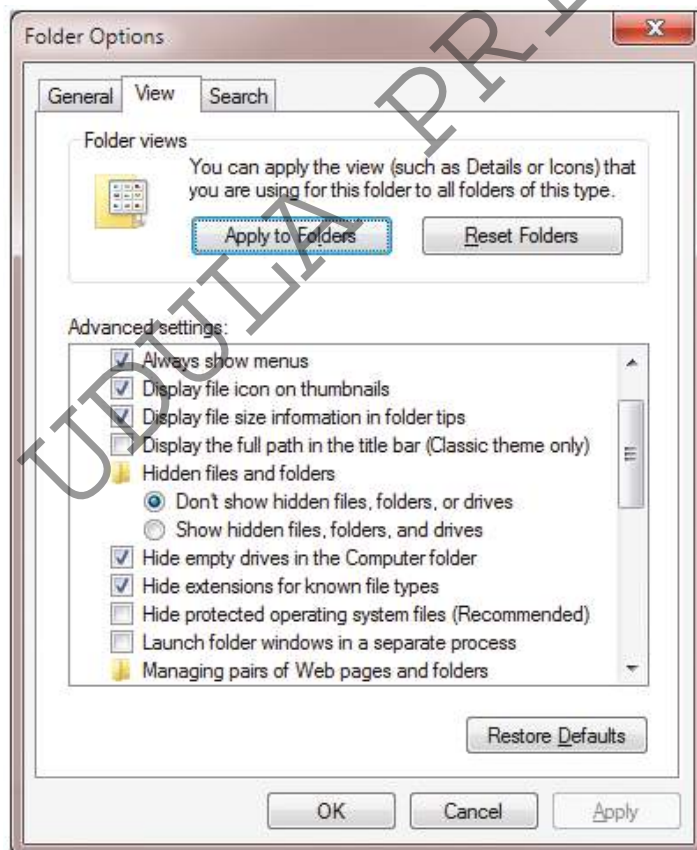 Folder Options
General View Search
Folder views
You can apply the view (such as Details or Icons) that
you are using for this folder to all folders of this type.
Apply to Folders Reset Folders
Advanced settings:
Always show menus
Display file icon on thumbnails
Display file size information in folder tips
Display the full path in the title bar (Classic theme only)
Hidden files and folders
Don't show hidden files, folders, or drives
Show hidden files, folders, and drives
Hide empty drives in the Computer folder
Hide extensions for known file types
Hide protected operating system files (Recommended)
Launch folder windows in a separate process
Managing pairs of Web pages and folders
Restore Defaults
OK Cancel Apply
UDULA